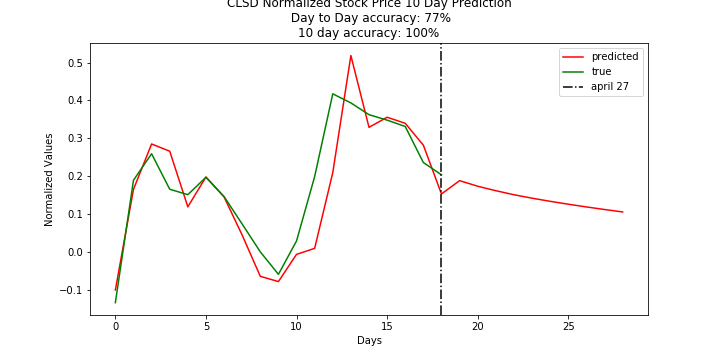 CLSD Normalized Stock Price 10 Day Prediction
Day to Day accuracy: 77%
10 day accuracy: 100%
predicted
true
april 27
Normalized Values
0.5
0.4
0.3
0.2
0.1
0.0
−0.1
0
5
10
15
20
25
Days